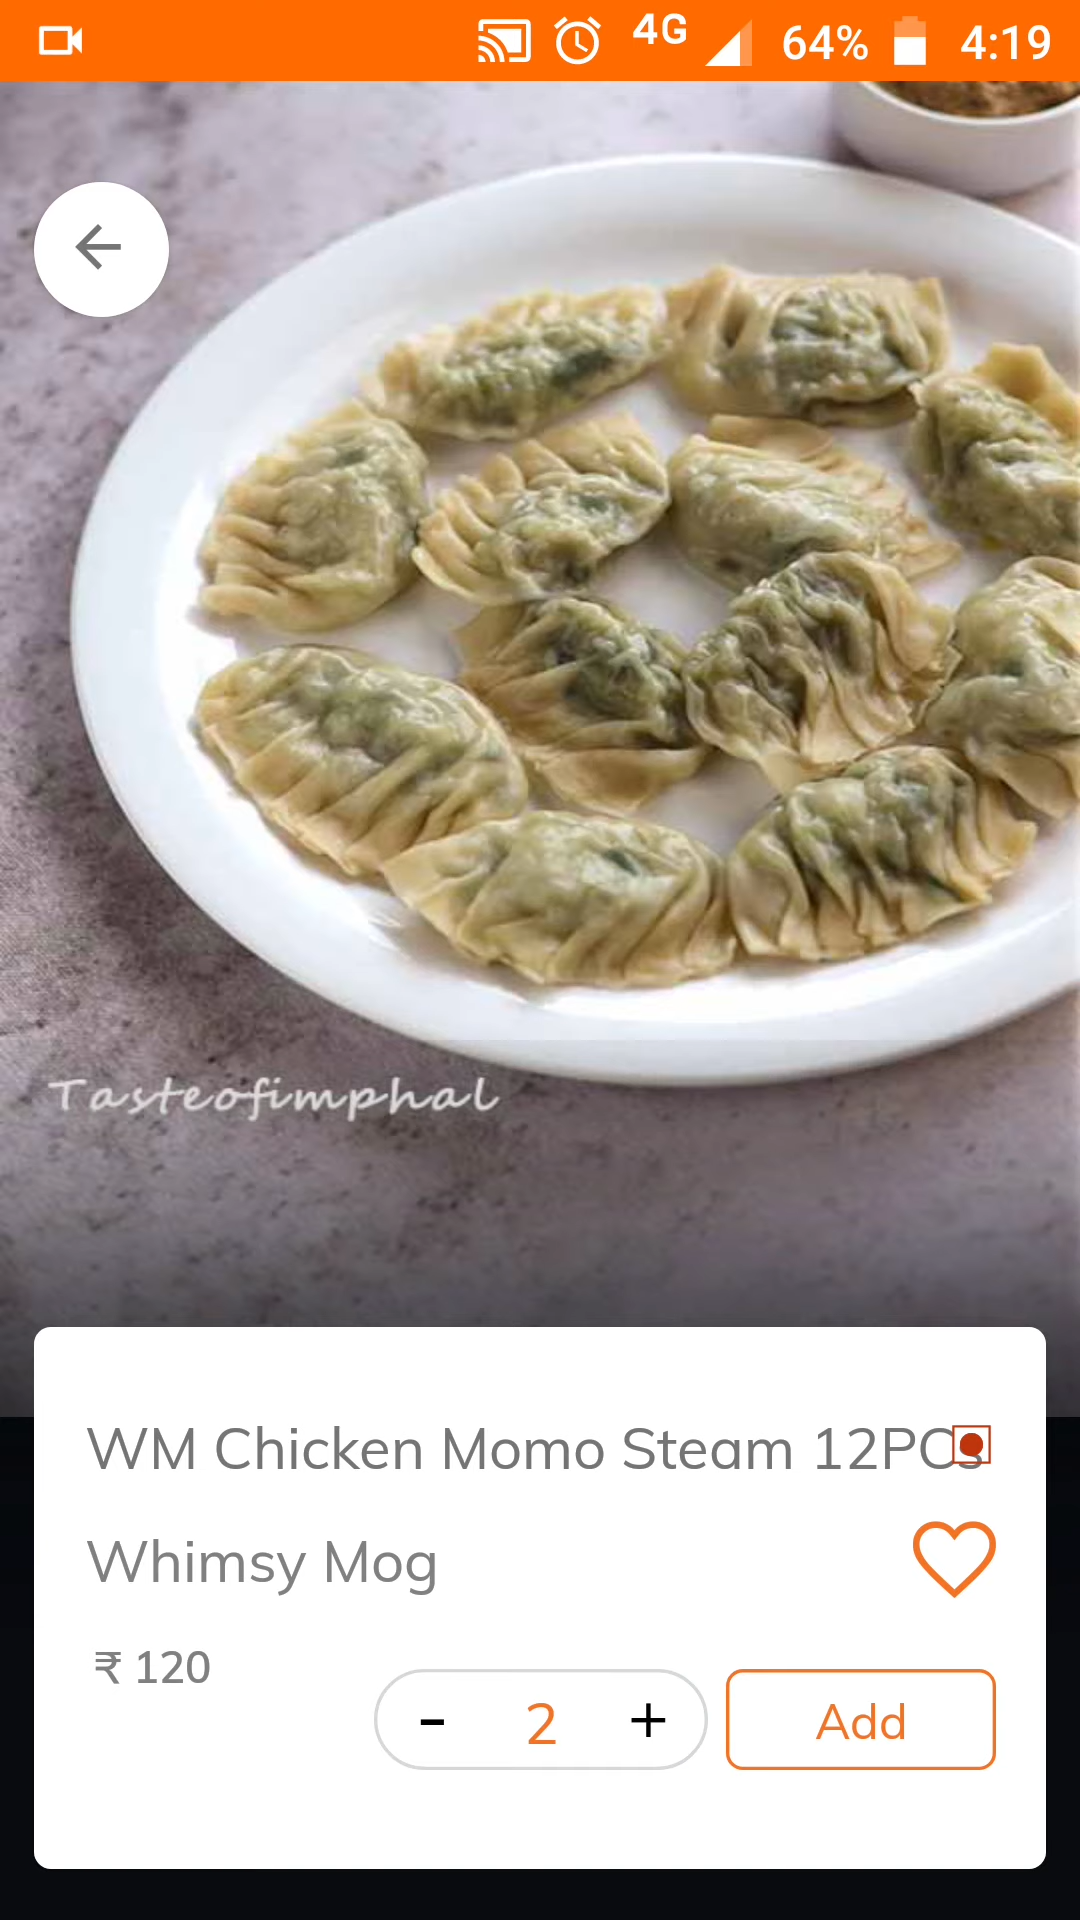 4G 64% 4:19
Tasteofimphal
WM Chicken Momo Steam 12PCs
Whimsy Mog
₹ 120
- 2 +
Add